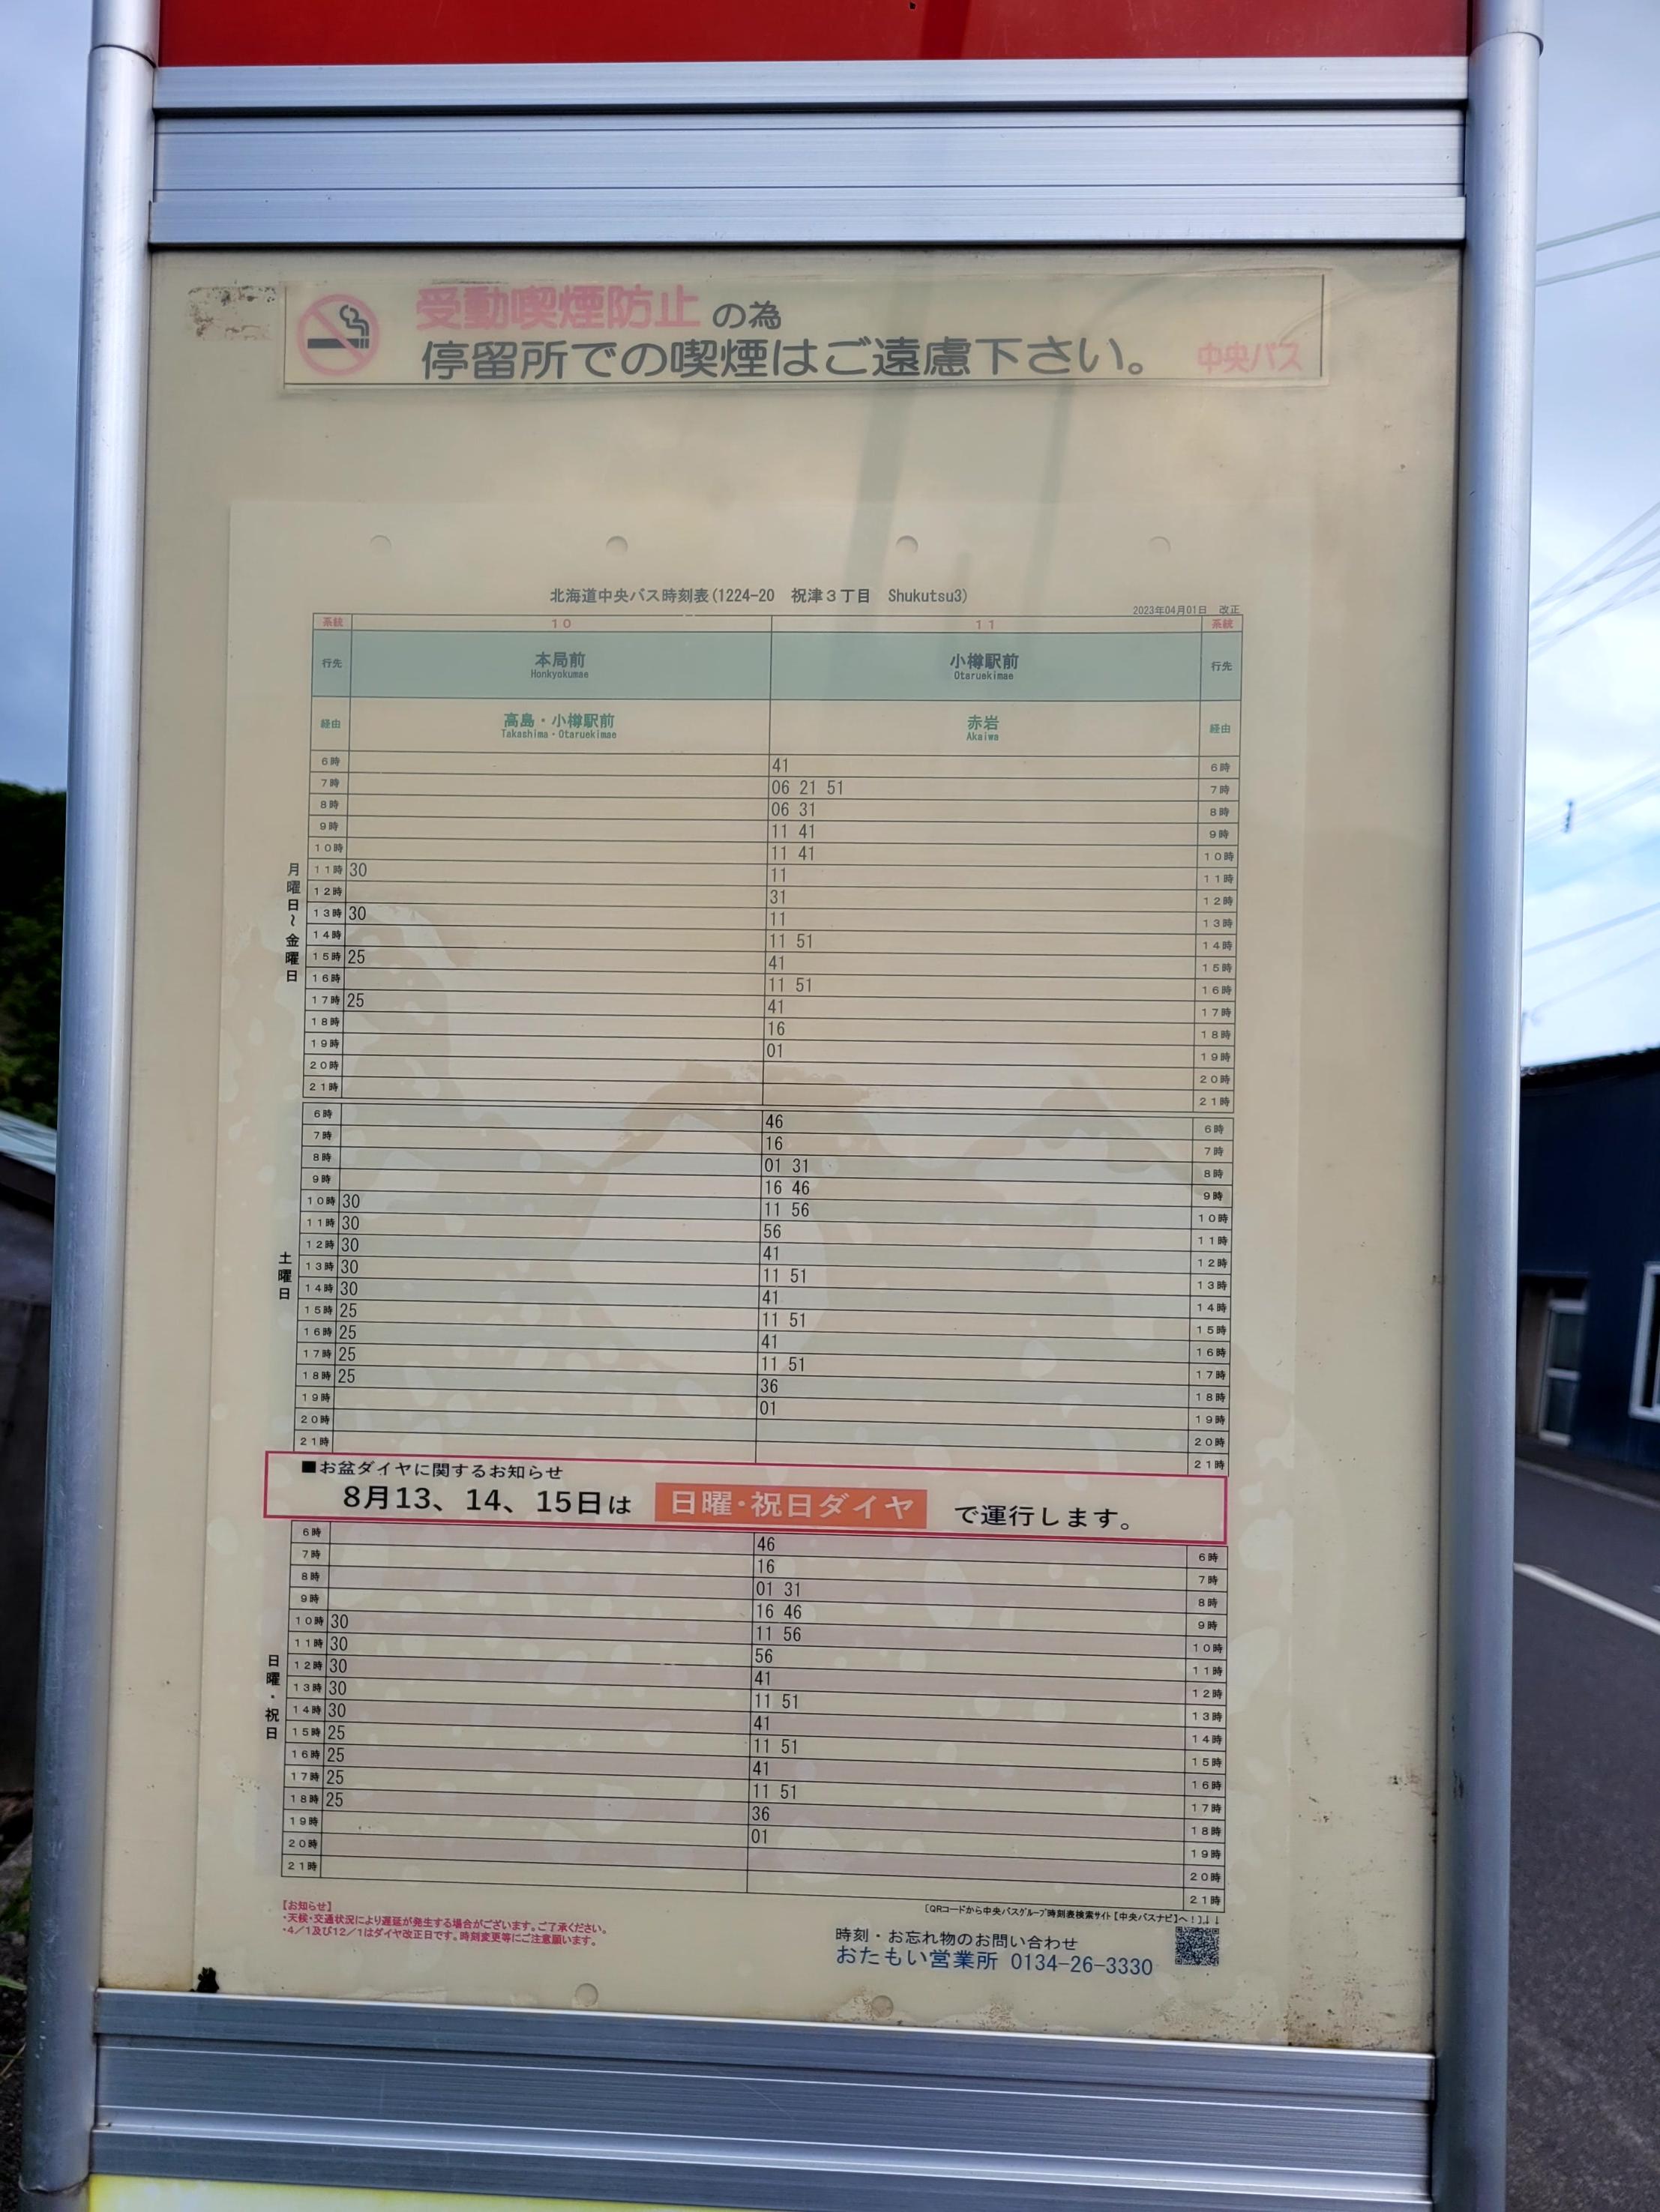 受動喫煙防止の為
停留所での喫煙はご遠慮下さい。 中央バス
北海道中央バス時刻表(1224-20 祝津3丁目 Shukutsu3)
2023年04月01日 改正
系統 10 11 系統
行先 本局前 小樽駅前 行先
Honkyokumae Otaruekimae
経由 高島・小樽駅前 赤岩 経由
Takashima・Otaruekimae Akaiwa
月曜日~金曜日
6時 41 6時
7時 06 21 51 7時
8時 06 31 8時
9時 11 41 9時
10時 11 41 10時
11時 30 11 11時
12時 31 12時
13時 30 11 13時
14時 11 51 14時
15時 25 41 15時
16時 11 51 16時
17時 25 41 17時
18時 16 18時
19時 01 19時
20時 20時
21時 21時
土曜日
6時 46 6時
7時 16 7時
8時 01 31 8時
9時 16 46 9時
10時 30 11 56 10時
11時 30 56 11時
12時 30 41 12時
13時 30 11 51 13時
14時 30 41 14時
15時 25 11 51 15時
16時 25 41 16時
17時 25 11 51 17時
18時 25 36 18時
19時 01 19時
20時 20時
21時 21時
■お盆ダイヤに関するお知らせ
8月13、14、15日は 日曜・祝日ダイヤ で運行します。
日曜・祝日
6時 46 6時
7時 16 7時
8時 01 31 8時
9時 16 46 9時
10時 30 11 56 10時
11時 30 56 11時
12時 30 41 12時
13時 30 11 51 13時
14時 30 41 14時
15時 25 11 51 15時
16時 25 41 16時
17時 25 11 51 17時
18時 25 36 18時
19時 01 19時
20時 20時
21時 21時
【お知らせ】
・天候・交通状況により遅延が発生する場合がございます。ご了承ください。
・4/1及び12/1はダイヤ改正日です。時刻変更等にご注意願います。
[QRコードから中央バスグループ時刻表検索サイト【中央バスナビ】へ!]↓↓
時刻・お忘れ物のお問い合わせ
おたもい営業所 0134-26-3330